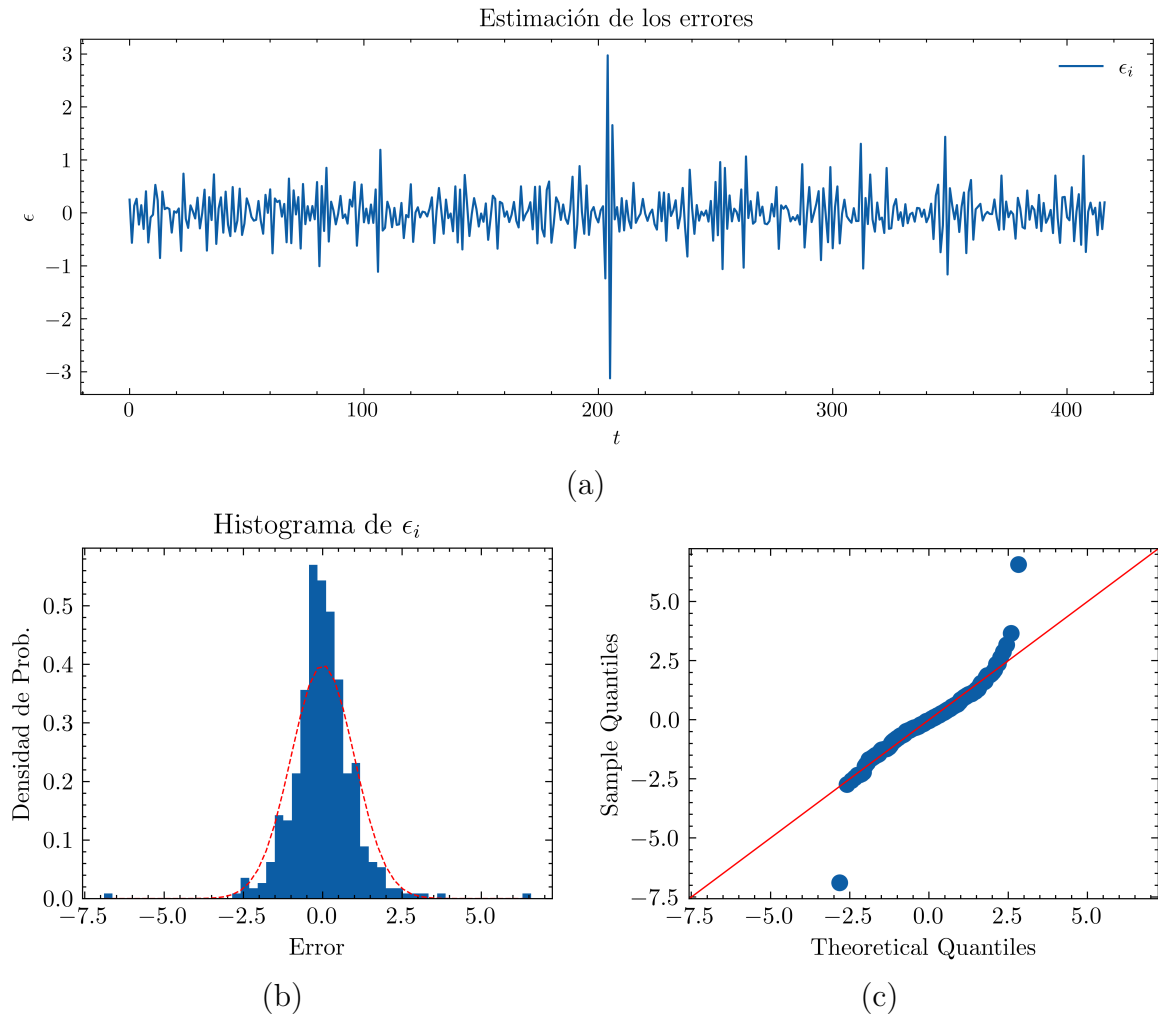 Estimación de los errores
3
2
1
0
−1
−2
−3
ϵ
ϵᵢ
0 100 200 300 400
t
(a)
Histograma de ϵᵢ
0.5
0.4
0.3
0.2
0.1
0.0
Densidad de Prob.
−7.5 −5.0 −2.5 0.0 2.5 5.0
Error
(b)
5.0
2.5
0.0
−2.5
−5.0
−7.5
Sample Quantiles
−7.5 −5.0 −2.5 0.0 2.5 5.0
Theoretical Quantiles
(c)